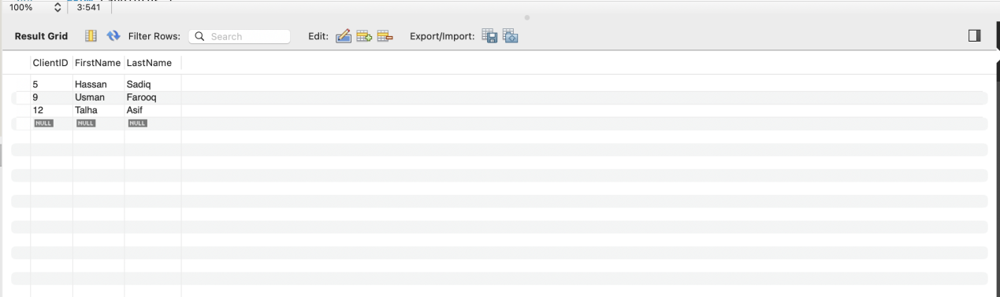 100% 3:541
Result Grid Filter Rows: Search Edit: Export/Import:
ClientID FirstName LastName
5 Hassan Sadiq
9 Usman Farooq
12 Talha Asif
NULL NULL NULL